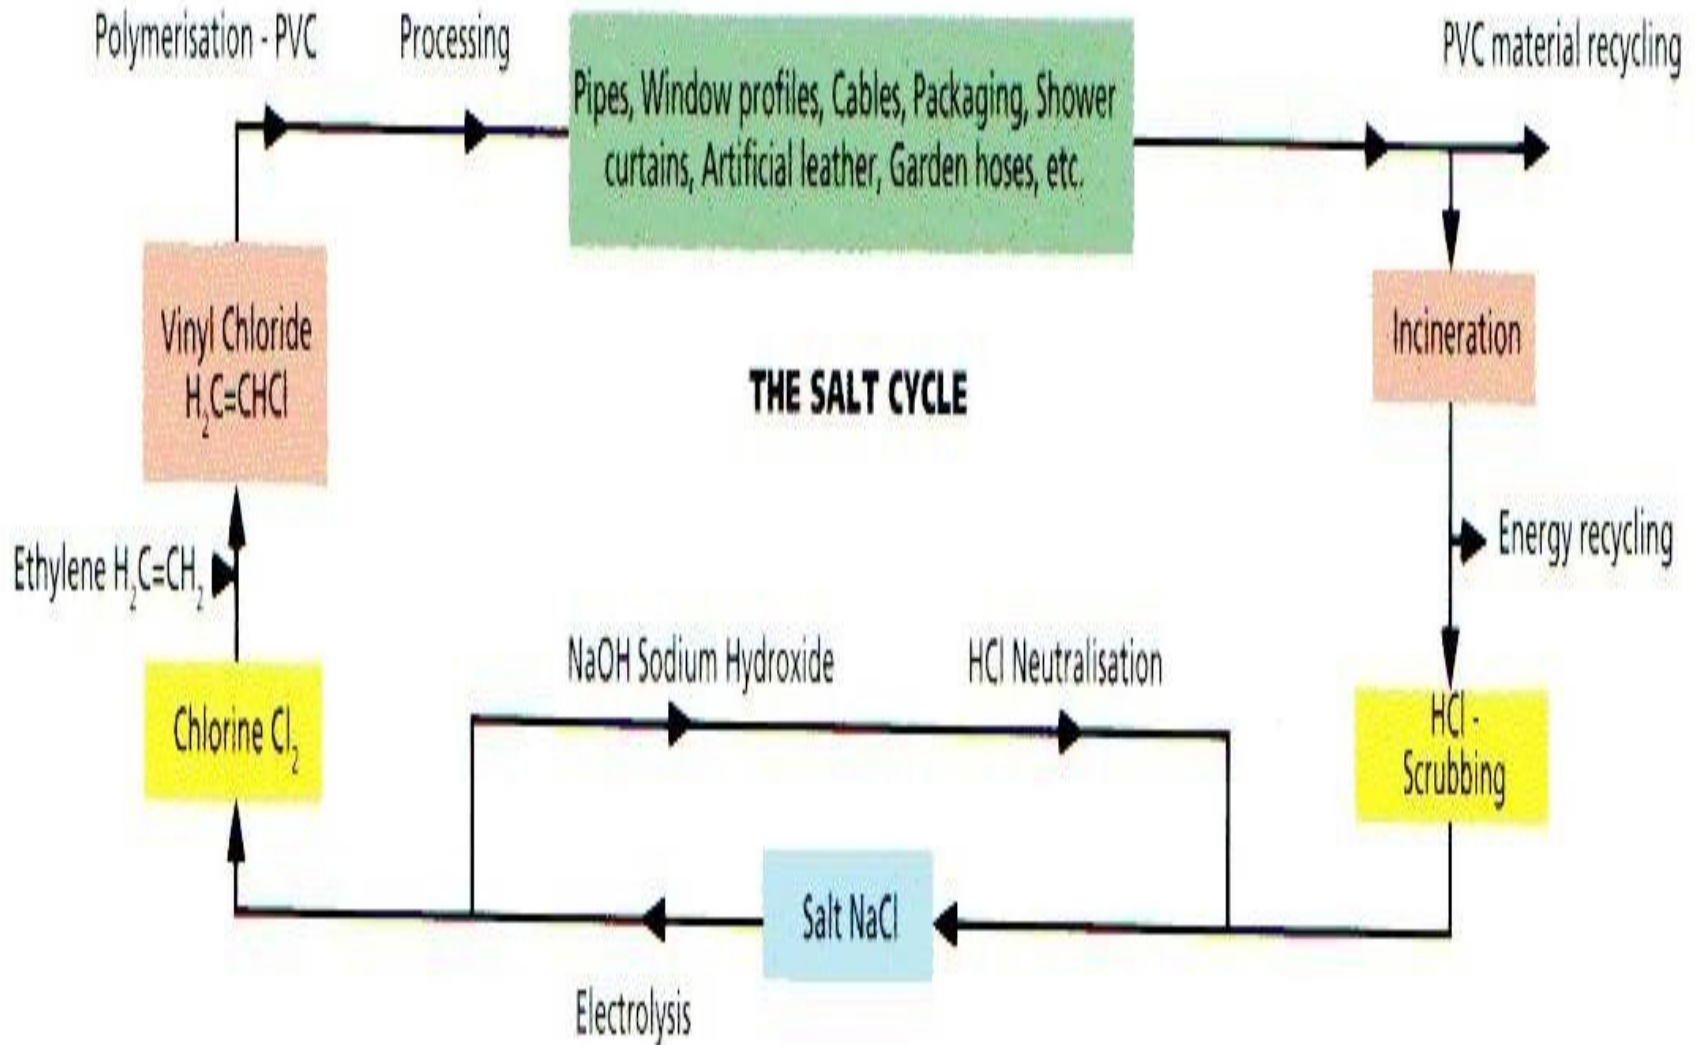 Polymerisation - PVC
Processing
Pipes, Window profiles, Cables, Packaging, Shower
curtains, Artificial leather, Garden hoses, etc.
PVC material recycling
Vinyl Chloride
H₂C=CHCl
THE SALT CYCLE
Incineration
Ethylene H₂C=CH₂
Energy recycling
NaOH Sodium Hydroxide
HCl Neutralisation
Chlorine Cl₂
HCl -
Scrubbing
Salt NaCl
Electrolysis